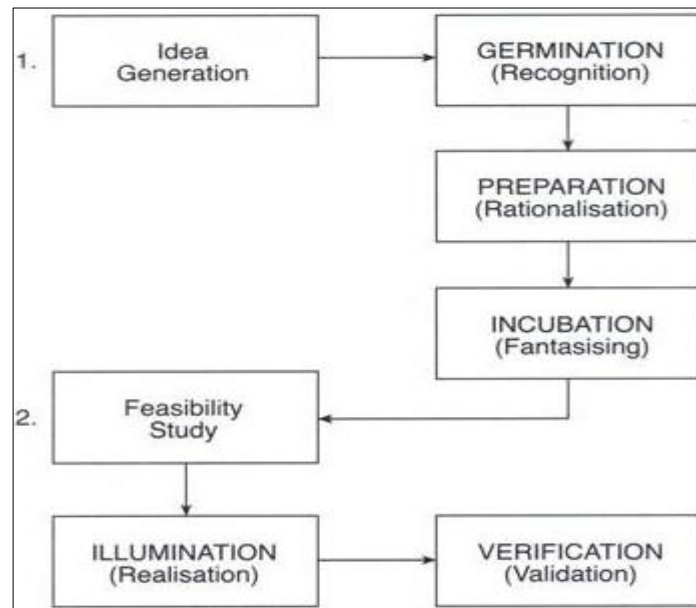 1.
Idea
Generation
GERMINATION
(Recognition)
PREPARATION
(Rationalisation)
INCUBATION
(Fantasising)
2.
Feasibility
Study
ILLUMINATION
(Realisation)
VERIFICATION
(Validation)